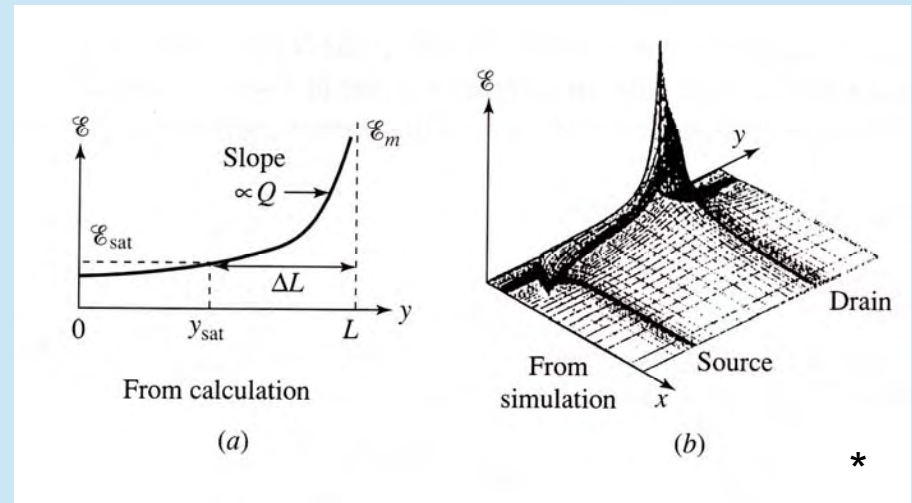 ℰ
ℰm
Slope
∝ Q
ℰsat
ΔL
0
ysat
L
y
From calculation
(a)
ℰ
y
Drain
Source
From
simulation
x
(b)
*